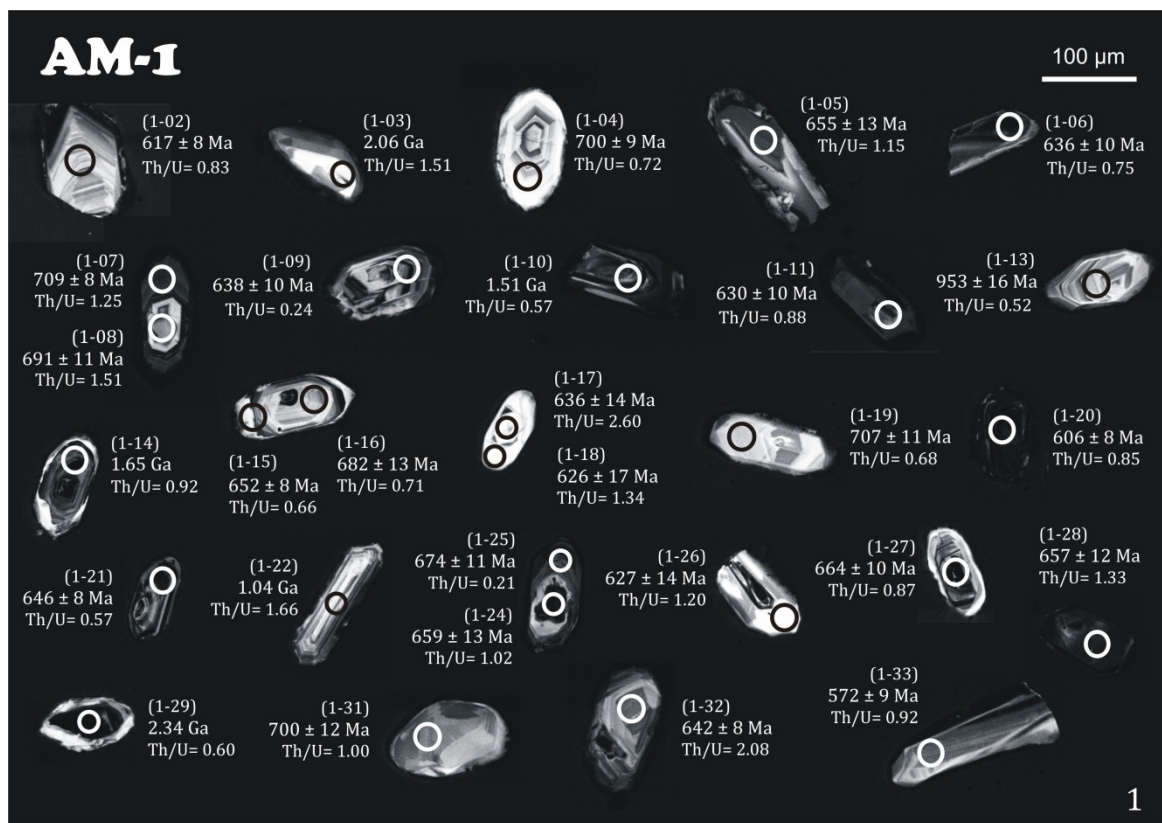 AM-1
100 µm
(1-02)
617 ± 8 Ma
Th/U= 0.83
(1-03)
2.06 Ga
Th/U= 1.51
(1-04)
700 ± 9 Ma
Th/U= 0.72
(1-05)
655 ± 13 Ma
Th/U= 1.15
(1-06)
636 ± 10 Ma
Th/U= 0.75
(1-07)
709 ± 8 Ma
Th/U= 1.25
(1-08)
691 ± 11 Ma
Th/U= 1.51
(1-09)
638 ± 10 Ma
Th/U= 0.24
(1-10)
1.51 Ga
Th/U= 0.57
(1-11)
630 ± 10 Ma
Th/U= 0.88
(1-13)
953 ± 16 Ma
Th/U= 0.52
(1-14)
1.65 Ga
Th/U= 0.92
(1-15)
652 ± 8 Ma
Th/U= 0.66
(1-16)
682 ± 13 Ma
Th/U= 0.71
(1-17)
636 ± 14 Ma
Th/U= 2.60
(1-18)
626 ± 17 Ma
Th/U= 1.34
(1-19)
707 ± 11 Ma
Th/U= 0.68
(1-20)
606 ± 8 Ma
Th/U= 0.85
(1-21)
646 ± 8 Ma
Th/U= 0.57
(1-22)
1.04 Ga
Th/U= 1.66
(1-25)
674 ± 11 Ma
Th/U= 0.21
(1-24)
659 ± 13 Ma
Th/U= 1.02
(1-26)
627 ± 14 Ma
Th/U= 1.20
(1-27)
664 ± 10 Ma
Th/U= 0.87
(1-28)
657 ± 12 Ma
Th/U= 1.33
(1-29)
2.34 Ga
Th/U= 0.60
(1-31)
700 ± 12 Ma
Th/U= 1.00
(1-32)
642 ± 8 Ma
Th/U= 2.08
(1-33)
572 ± 9 Ma
Th/U= 0.92
1